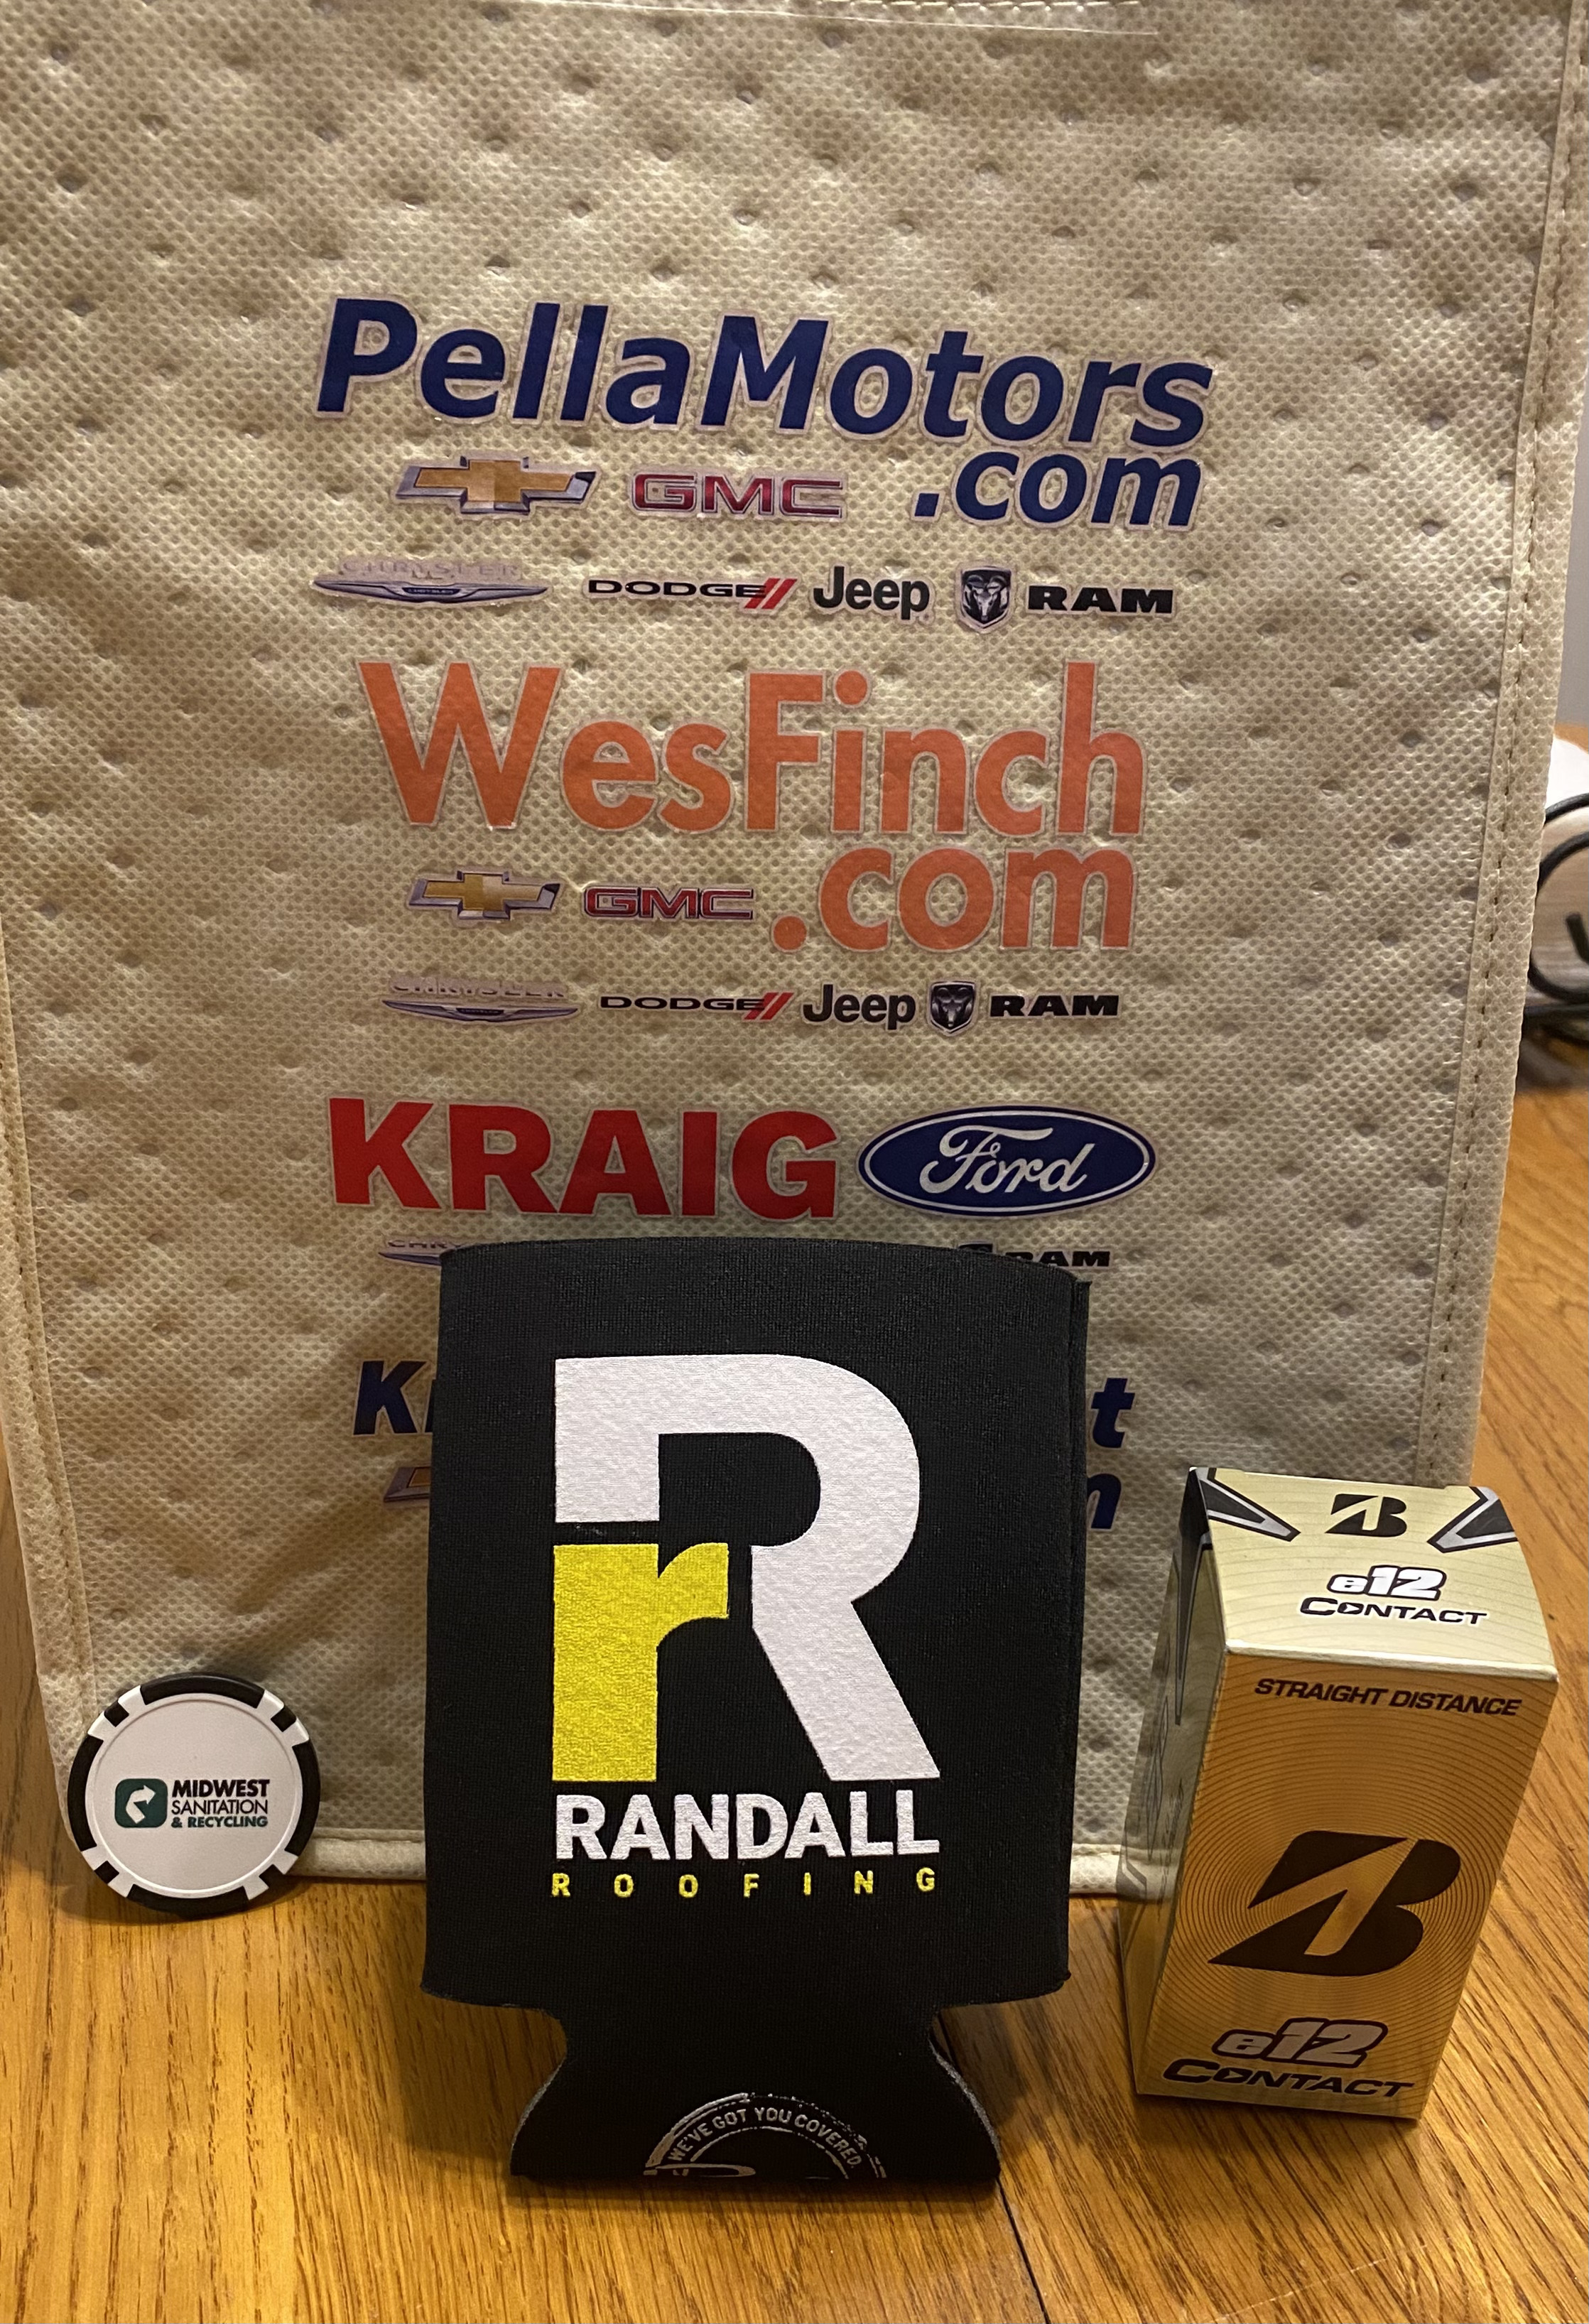 PellaMotors
GMC .com
CHRYSLER DODGE Jeep RAM
WesFinch
GMC .com
CHRYSLER DODGE Jeep RAM
KRAIG Ford
RAM
B
e12
CONTACT
STRAIGHT DISTANCE
B
e12
CONTACT
R
r
RANDALL
ROOFING
WE'VE GOT YOU COVERED
MIDWEST
SANITATION
& RECYCLING